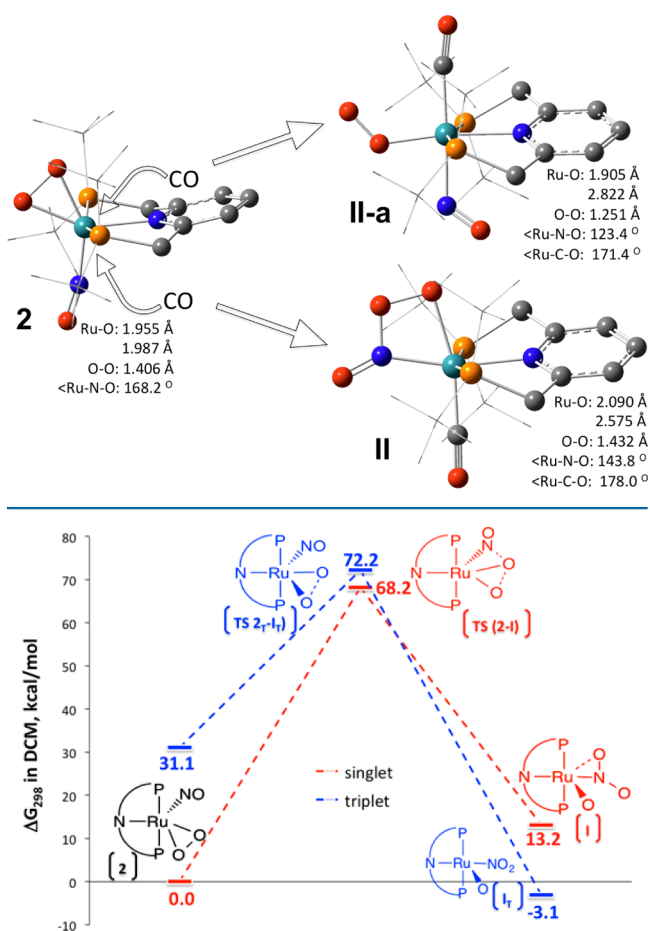 CO
2
CO
Ru-O: 1.955 Å
1.987 Å
O-O: 1.406 Å
<Ru-N-O: 168.2 º
II-a
Ru-O: 1.905 Å
2.822 Å
O-O: 1.251 Å
<Ru-N-O: 123.4 º
<Ru-C-O: 171.4 º
II
Ru-O: 2.090 Å
2.575 Å
O-O: 1.432 Å
<Ru-N-O: 143.8 º
<Ru-C-O: 178.0 º
ΔG298 in DCM, kcal/mol
80
70
60
50
40
30
20
10
0
-10
P
NO
N Ru O
O
P
[TS 2T-IT)]
72.2
68.2
O
P N
O
N Ru
O
P
[TS (2-I)]
31.1
singlet
triplet
P
NO
N Ru O
O
P
[2]
0.0
P
O
N Ru N
O O
P
[I]
13.2
P
N Ru NO2
O
P
[IT]
-3.1